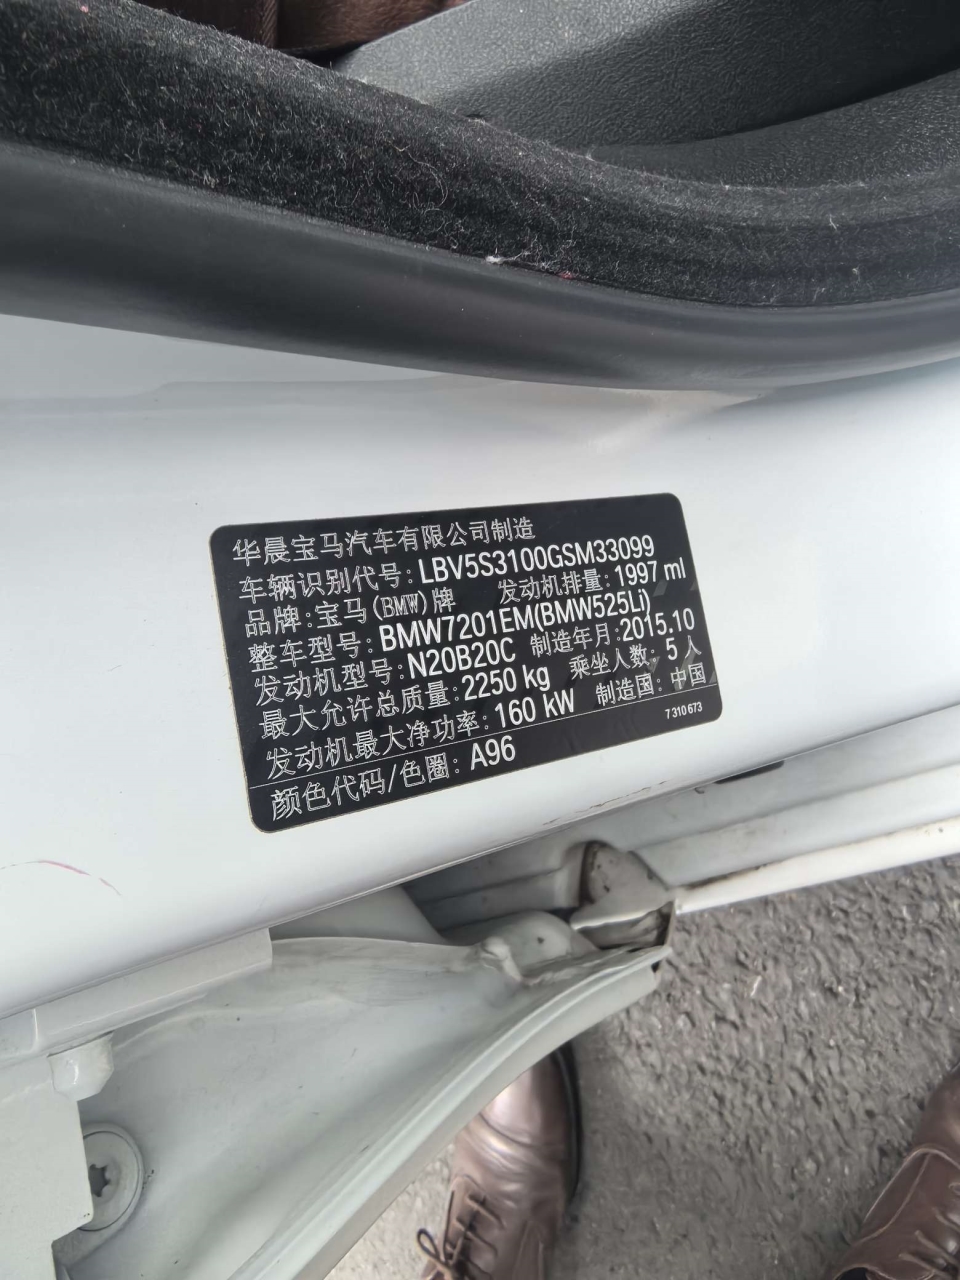 华晨宝马汽车有限公司制造
车辆识别代号: LBV5S3100GSM33099
品牌: 宝马(BMW)牌 发动机排量: 1997 ml
整车型号: BMW7201EM(BMW525Li)
发动机型号: N20B20C 制造年月: 2015.10
最大允许总质量: 2250 kg 乘坐人数: 5 人
发动机最大净功率: 160 kW 制造国: 中国
颜色代码/色圈: A96 7 310 673